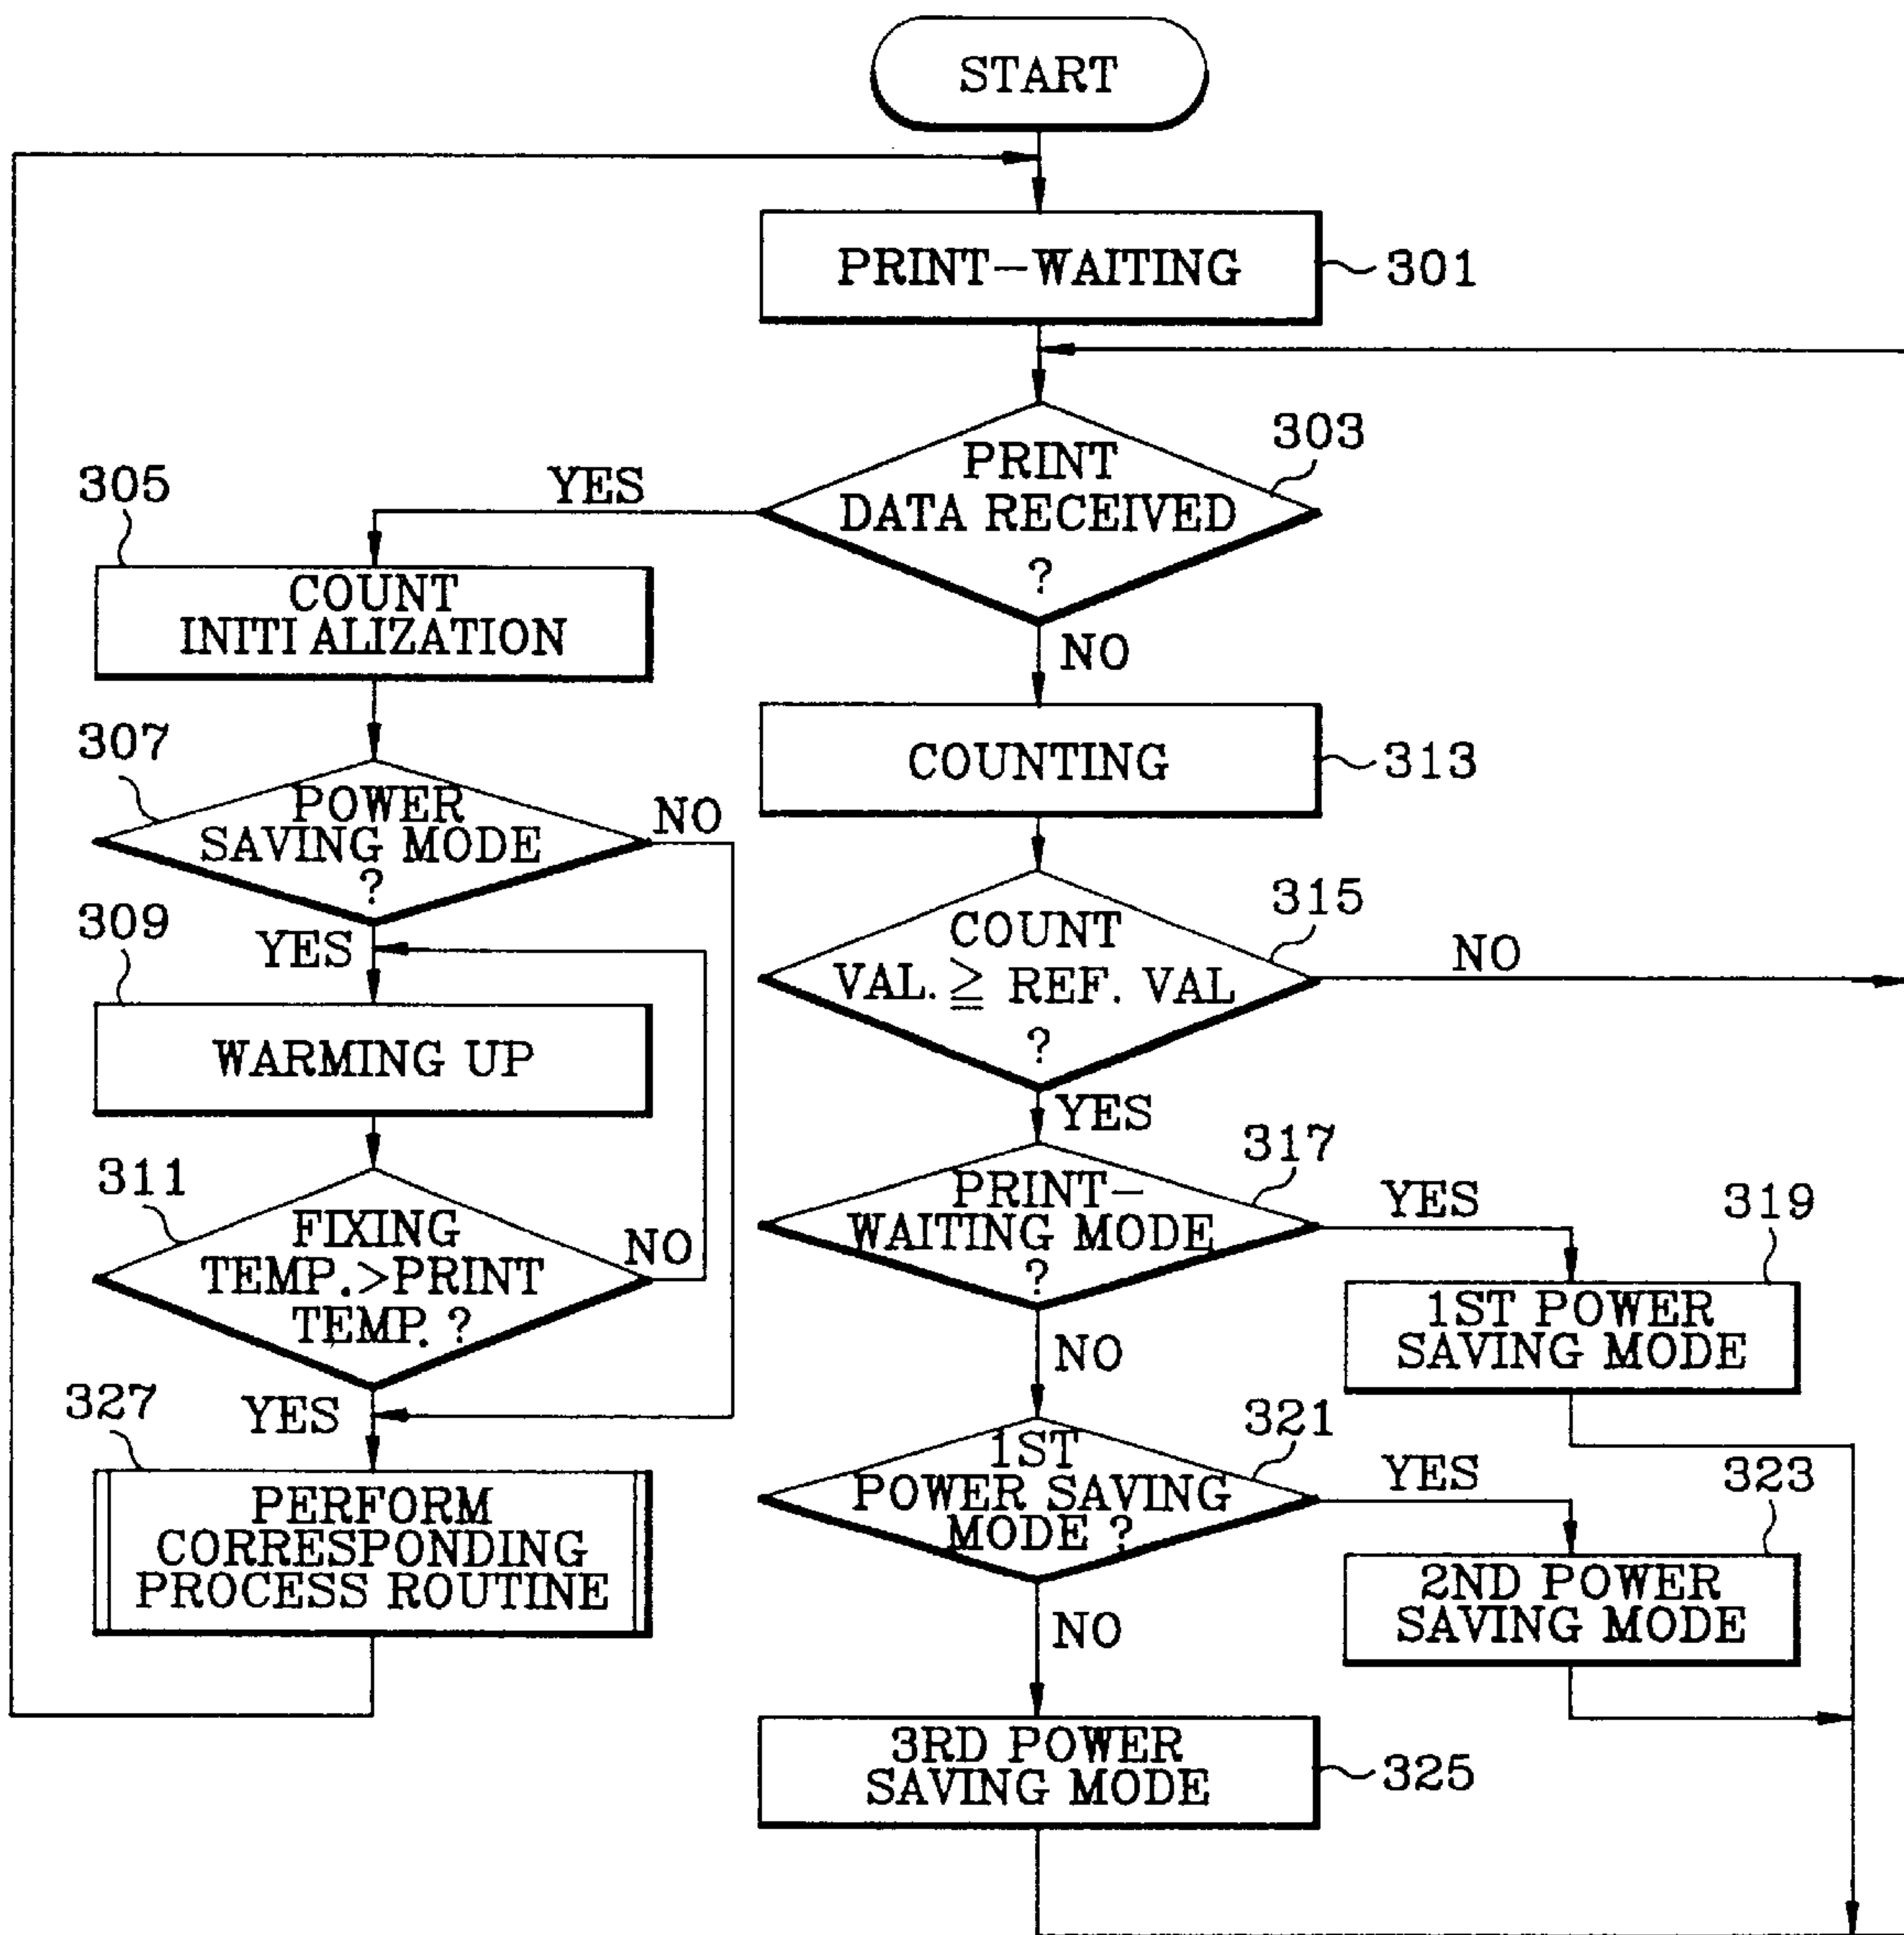 START
PRINT-WAITING
301
PRINT
DATA RECEIVED
?
303
YES
NO
305
COUNT
INITIALIZATION
307
POWER
SAVING MODE
?
NO
YES
309
WARMING UP
311
FIXING
TEMP.>PRINT
TEMP. ?
NO
YES
327
PERFORM
CORRESPONDING
PROCESS ROUTINE
COUNTING
313
COUNT
VAL. ≧ REF. VAL
?
315
NO
YES
PRINT-
WAITING MODE
?
317
YES
NO
319
1ST POWER
SAVING MODE
1ST
POWER SAVING
MODE ?
321
YES
NO
323
2ND POWER
SAVING MODE
3RD POWER
SAVING MODE
325